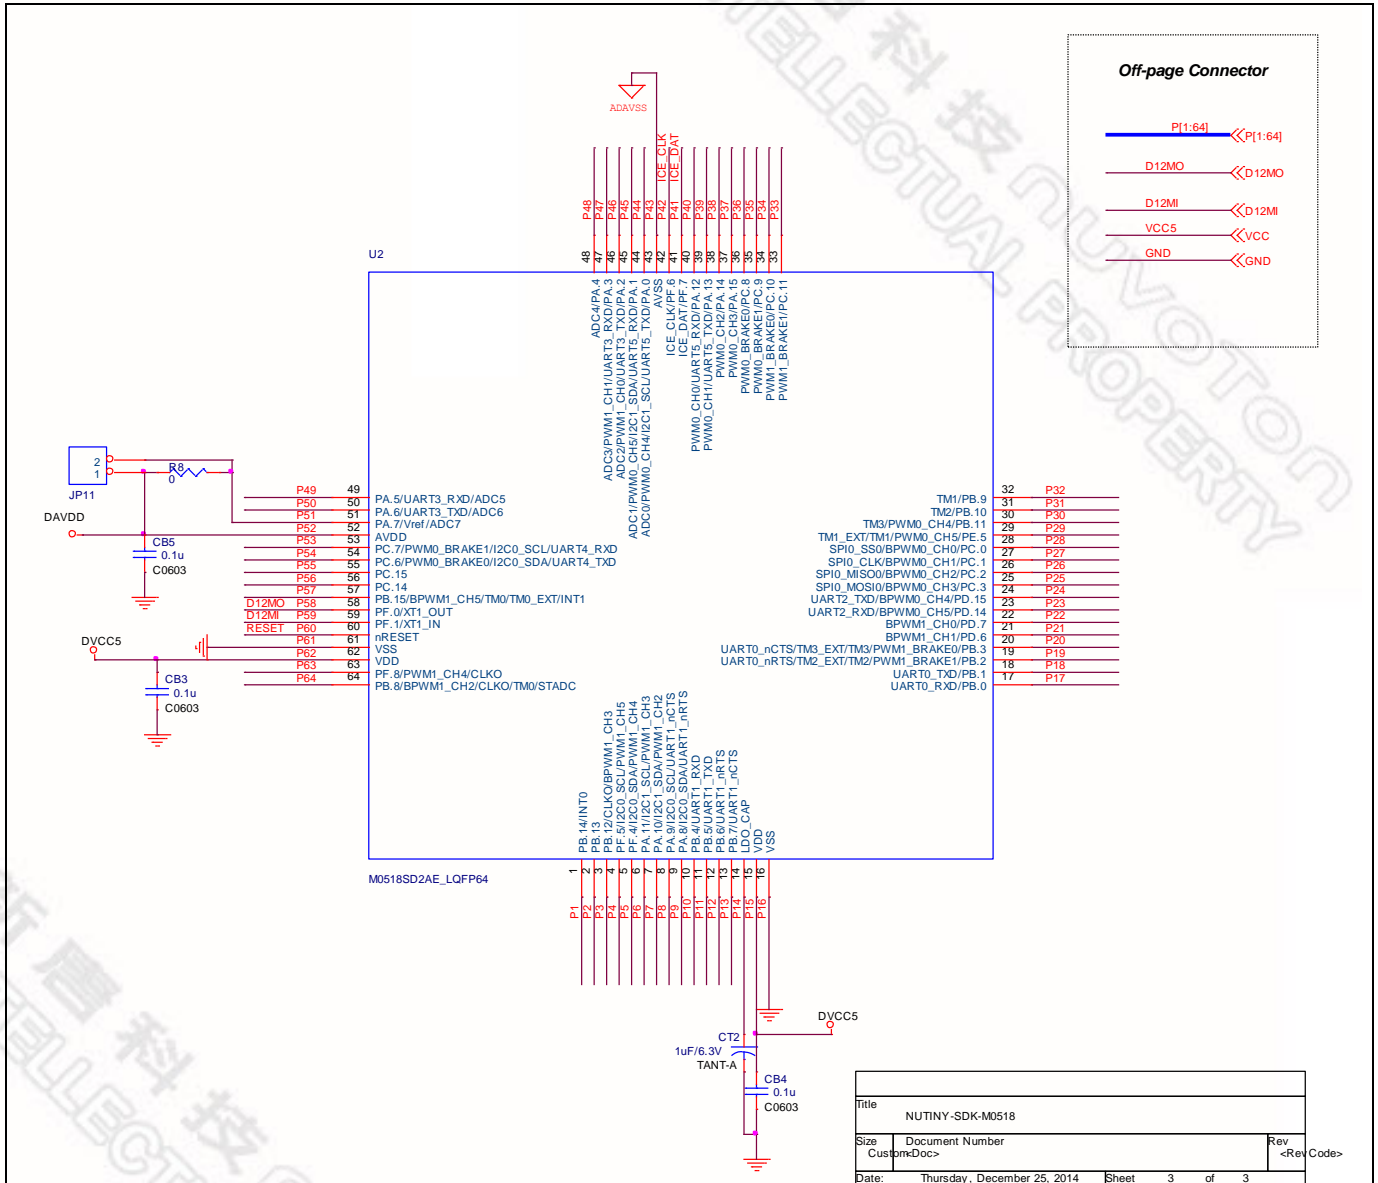 Off-page Connector
P[1:64]
P[1:64]
D12MO
D12MO
D12MI
D12MI
VCC5
VCC
GND
GND
ADAVSS
ICE_CLK
ICE_DAT
P48
P47
P46
P45
P44
P43
P42
P41
P40
P39
P38
P37
P36
P35
P34
P33
U2
48
47
46
45
44
43
42
41
40
39
38
37
36
35
34
33
ADC4/PA.4
ADC3/PWM1_CH1/UART3_RXD/PA.3
ADC2/PWM1_CH0/UART3_TXD/PA.2
ADC1/PWM0_CH5/I2C1_SDA/UART5_RXD/PA.1
ADC0/PWM0_CH4/I2C1_SCL/UART5_TXD/PA.0
AVSS
ICE_CLK/PF.6
ICE_DAT/PF.7
PWM0_CH0/UART5_RXD/PA.12
PWM0_CH1/UART5_TXD/PA.13
PWM0_CH2/PA.14
PWM0_CH3/PA.15
PWM0_BRAKE0/PC.8
PWM0_BRAKE1/PC.9
PWM1_BRAKE0/PC.10
PWM1_BRAKE1/PC.11
2
1
JP11
R8
0
DAVDD
CB5
0.1u
C0603
DVCC5
CB3
0.1u
C0603
P49 49 PA.5/UART3_RXD/ADC5
P50 50 PA.6/UART3_TXD/ADC6
P51 51 PA.7/Vref/ADC7
P52 52 AVDD
P53 53 PC.7/PWM0_BRAKE1/I2C0_SCL/UART4_RXD
P54 54 PC.6/PWM0_BRAKE0/I2C0_SDA/UART4_TXD
P55 55 PC.15
P56 56 PC.14
P57 57 PB.15/BPWM1_CH5/TM0/TM0_EXT/INT1
D12MO P58 58 PF.0/XT1_OUT
D12MI P59 59 PF.1/XT1_IN
RESET P60 60 nRESET
P61 61 VSS
P62 62 VDD
P63 63 PF.8/PWM1_CH4/CLKO
P64 64 PB.8/BPWM1_CH2/CLKO/TM0/STADC
TM1/PB.9 32 P32
TM2/PB.10 31 P31
TM3/PWM0_CH4/PB.11 30 P30
TM1_EXT/TM1/PWM0_CH5/PE.5 29 P29
SPI0_SS0/BPWM0_CH0/PC.0 28 P28
SPI0_CLK/BPWM0_CH1/PC.1 27 P27
SPI0_MISO0/BPWM0_CH2/PC.2 26 P26
SPI0_MOSI0/BPWM0_CH3/PC.3 25 P25
UART2_TXD/BPWM0_CH4/PD.15 24 P24
UART2_RXD/BPWM0_CH5/PD.14 23 P23
BPWM1_CH0/PD.7 22 P22
BPWM1_CH1/PD.6 21 P21
UART0_nCTS/TM3_EXT/TM3/PWM1_BRAKE0/PB.3 20 P20
UART0_nRTS/TM2_EXT/TM2/PWM1_BRAKE1/PB.2 19 P19
UART0_TXD/PB.1 18 P18
UART0_RXD/PB.0 17 P17
PB.14/INT0
PB.13
PB.12/CLKO/BPWM1_CH3
PF.5/I2C0_SCL/PWM1_CH5
PF.4/I2C0_SDA/PWM1_CH4
PA.11/I2C1_SCL/PWM1_CH3
PA.10/I2C1_SDA/PWM1_CH2
PA.9/I2C0_SCL/UART1_nCTS
PA.8/I2C0_SDA/UART1_nRTS
PB.4/UART1_RXD
PB.5/UART1_TXD
PB.6/UART1_nRTS
PB.7/UART1_nCTS
LDO_CAP
VDD
VSS
M0518SD2AE_LQFP64
1
2
3
4
5
6
7
8
9
10
11
12
13
14
15
16
P1
P2
P3
P4
P5
P6
P7
P8
P9
P10
P11
P12
P13
P14
P15
P16
DVCC5
CT2
1uF/6.3V
TANT-A
CB4
0.1u
C0603
Title
NUTINY-SDK-M0518
Size Document Number Rev
Custom <Doc> <RevCode>
Date: Thursday, December 25, 2014 Sheet 3 of 3
科技 nuvoTon
INTELLECTUAL PROPERTY
新唐科技